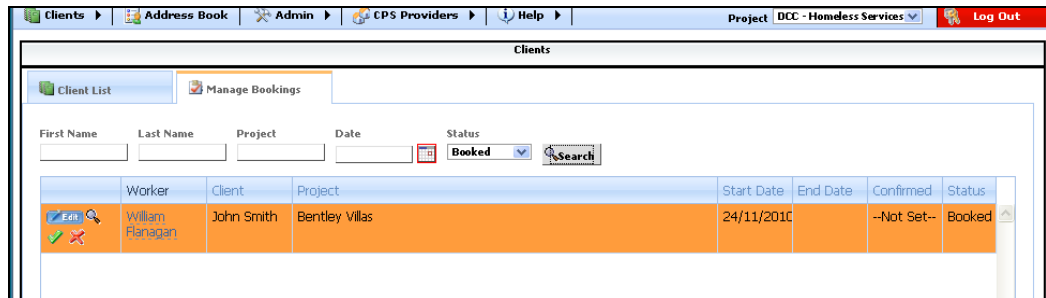 Clients Address Book Admin CPS Providers Help Project DCC - Homeless Services Log Out
Clients
Client List Manage Bookings
First Name Last Name Project Date Status
Booked Search
Worker Client Project Start Date End Date Confirmed Status
Edit William John Smith Bentley Villas 24/11/2010 --Not Set-- Booked
Flanagan